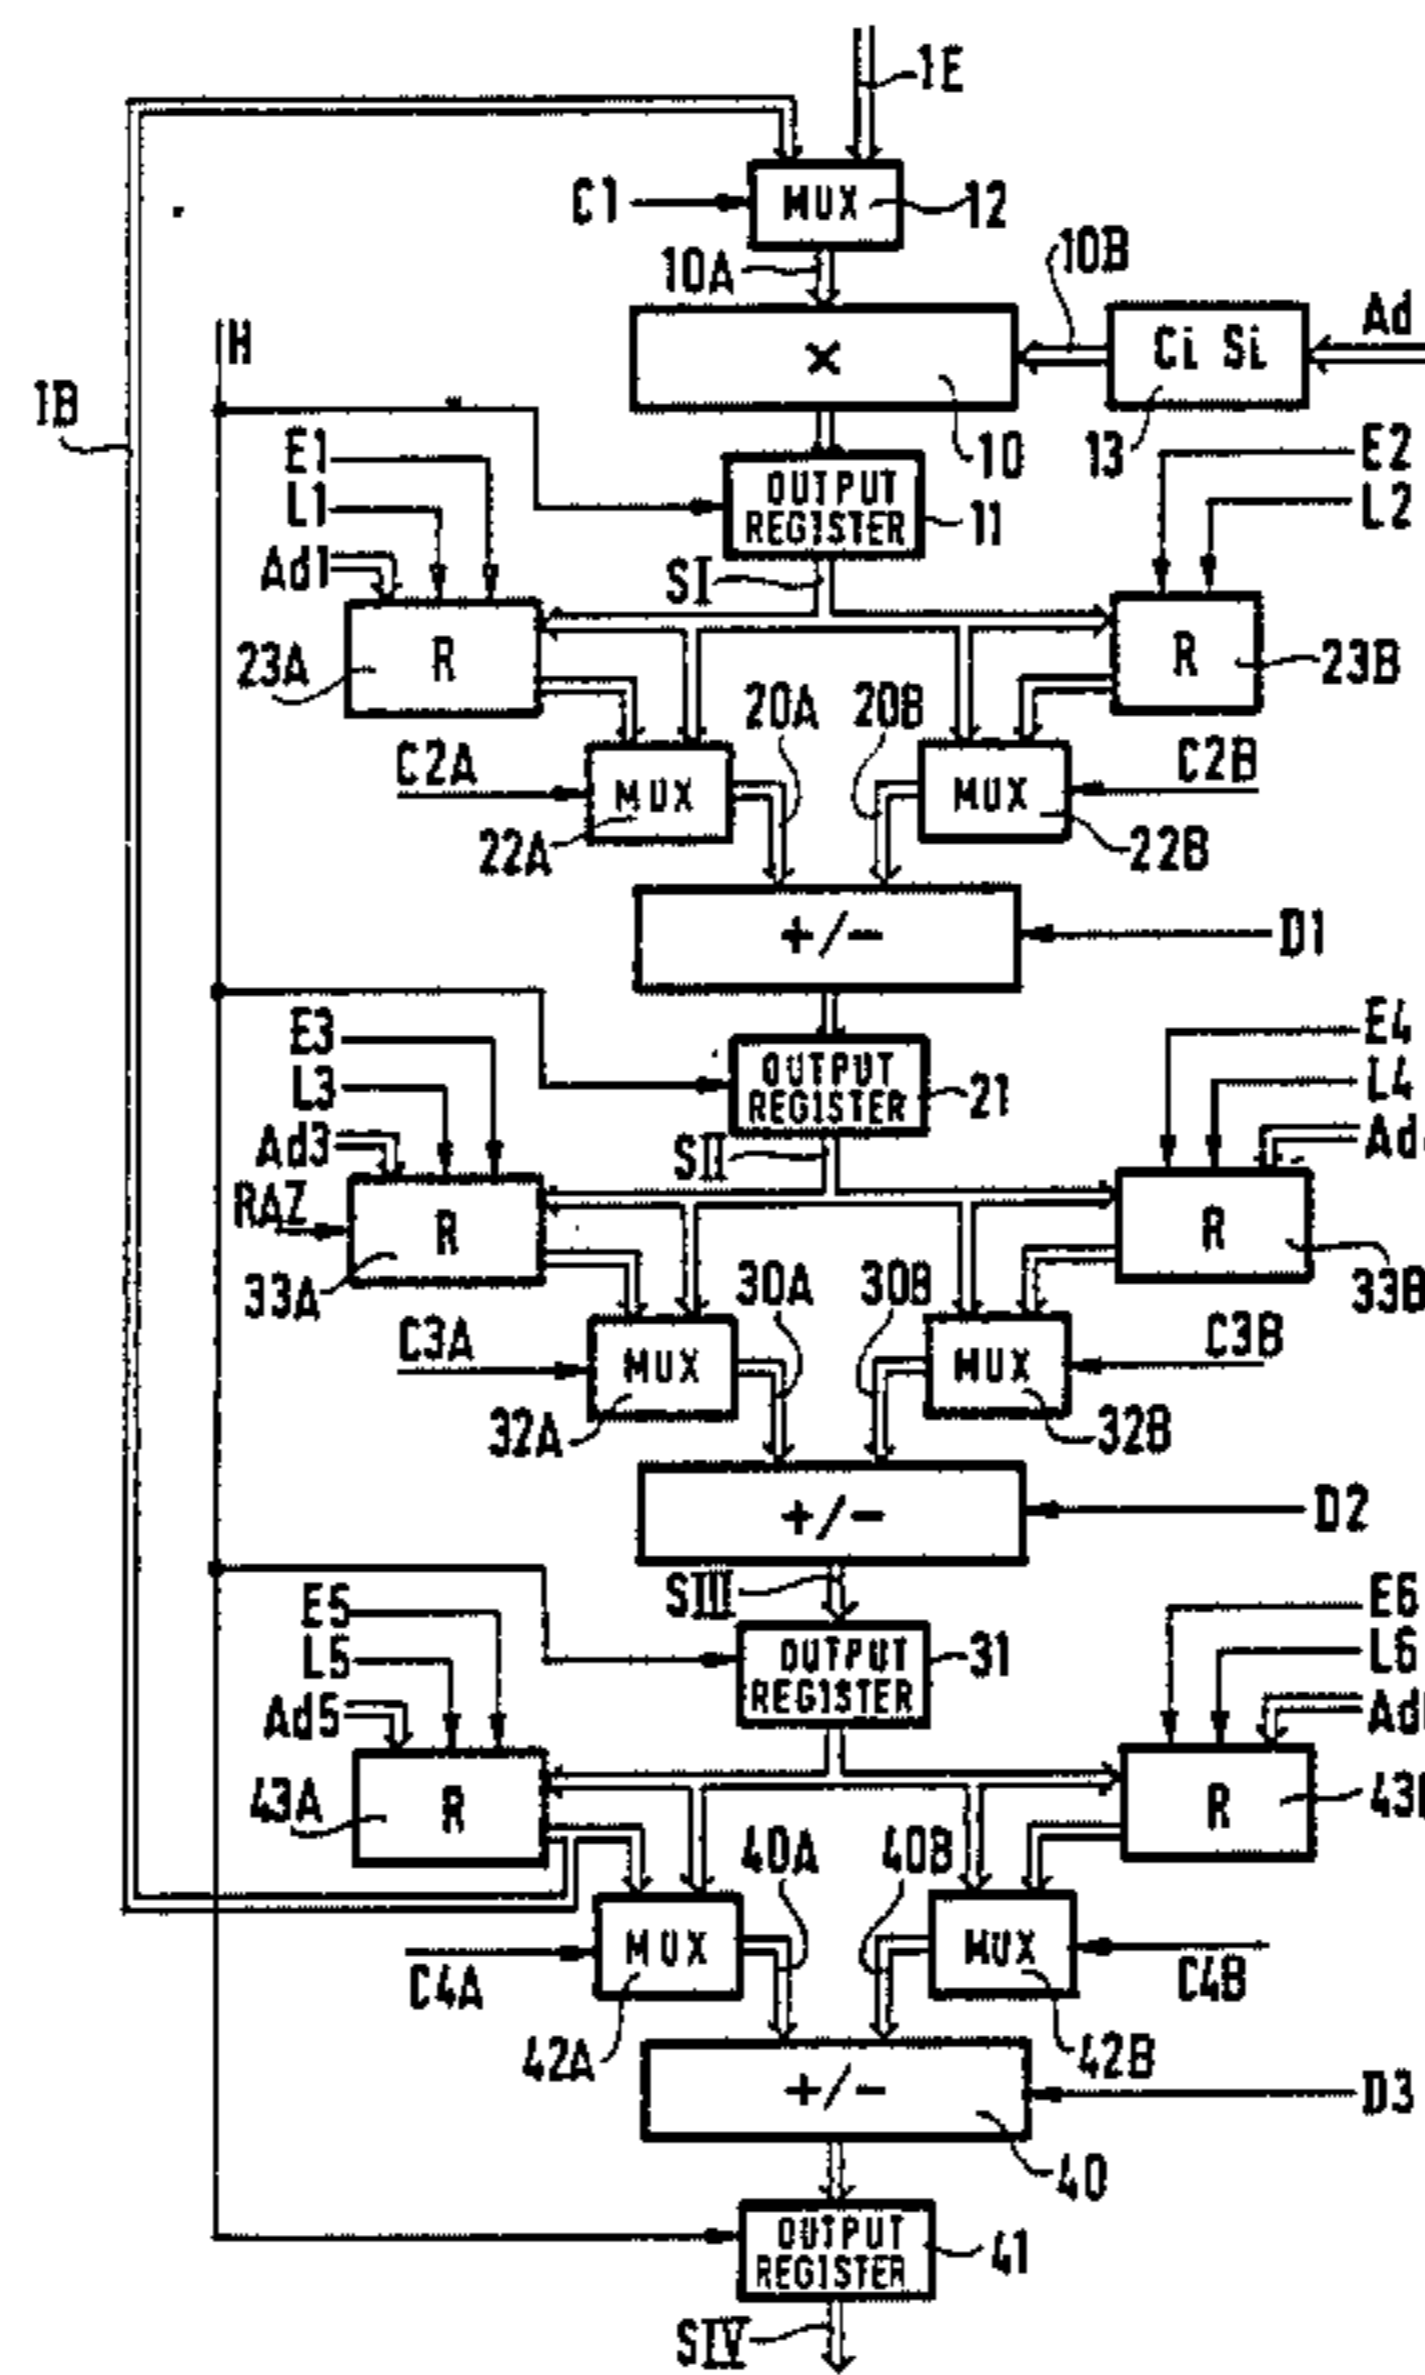 1E
C1
MUX
12
10A
10B
×
Ci Si
Ad
H
1B
10
13
E1
E2
L1
OUTPUT
REGISTER
11
L2
Ad1
SI
23A
R
R
23B
20A
20B
C2A
MUX
MUX
C2B
22A
22B
+/-
D1
E3
E4
L3
OUTPUT
REGISTER
21
L4
Ad3
SII
RAZ
R
R
33A
30A
30B
33B
C3A
MUX
MUX
C3B
32A
32B
+/-
D2
SIII
E5
E6
L5
OUTPUT
REGISTER
31
L6
Ad5
43A
R
R
40A
40B
MUX
MUX
C4A
C4B
42A
42B
+/-
D3
40
OUTPUT
REGISTER
41
SIV